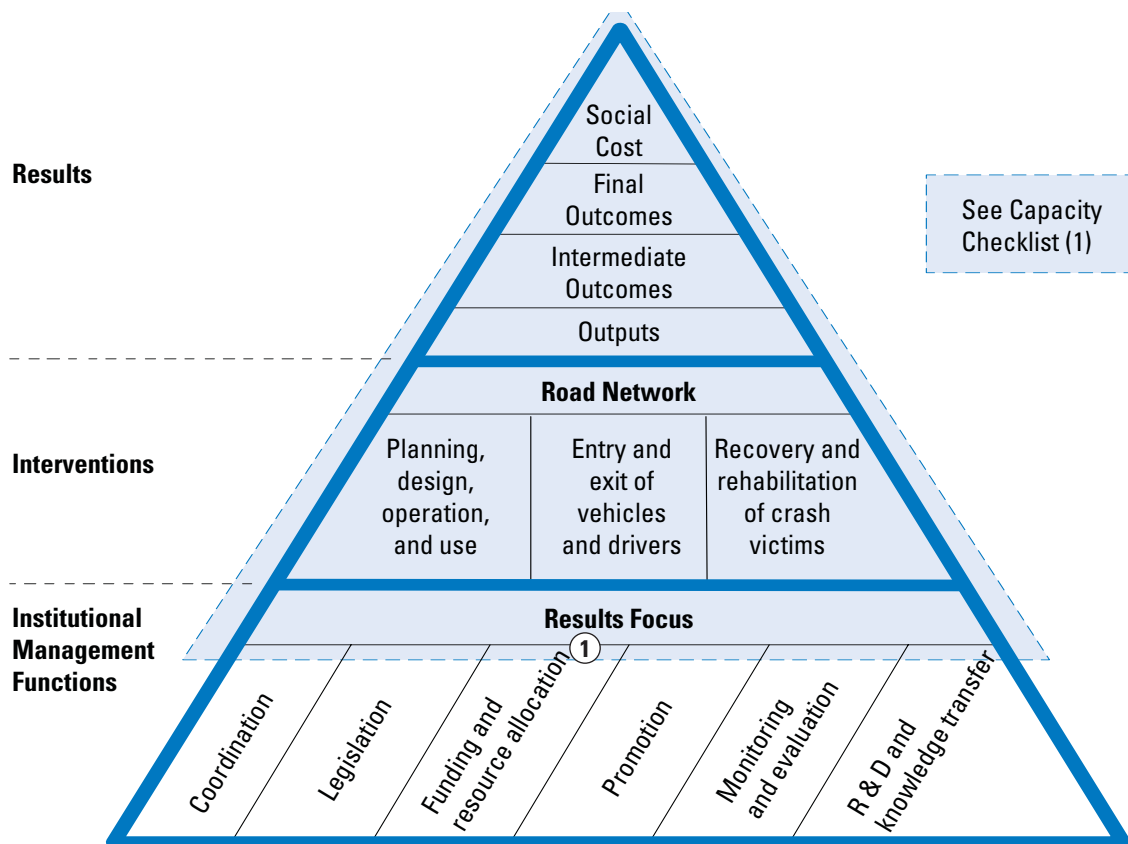 Social
Cost
Results
Final
Outcomes
See Capacity
Checklist (1)
Intermediate
Outcomes
Outputs
Road Network
Interventions
Planning,
design,
operation,
and use
Entry and
exit of
vehicles
and drivers
Recovery and
rehabilitation
of crash
victims
Institutional
Management
Functions
Results Focus
1
Coordination
Legislation
Funding and
resource allocation
Promotion
Monitoring
and evaluation
R & D and
knowledge transfer